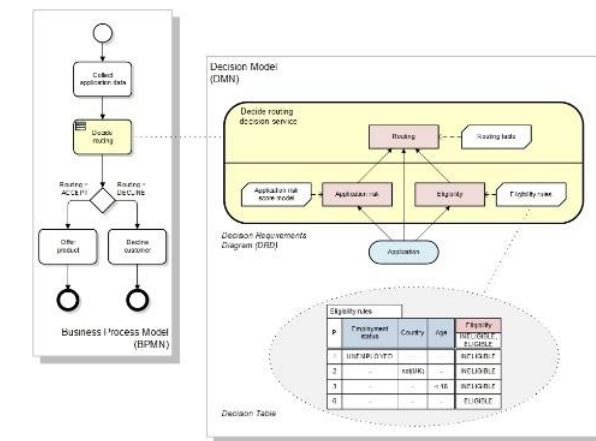 Collect
application data
Decide
routing
Routing =
ACCEPT
Routing =
DECLINE
Offer
product
Decline
customer
Business Process Model
(BPMN)
Decision Model
(DMN)
Decide routing
decision service
Routing
Routing table
Application risk
score model
Application risk
Eligibility
Eligibility rules
Decision Requirements
Diagram (DRD)
Application
Eligibility rules
P
Employment
status
Country
Age
Eligibility
INELIGIBLE,
ELIGIBLE
1 UNEMPLOYED - - INELIGIBLE
2 - not(UK) - INELIGIBLE
3 - - < 18 INELIGIBLE
- - - ELIGIBLE
Decision Table